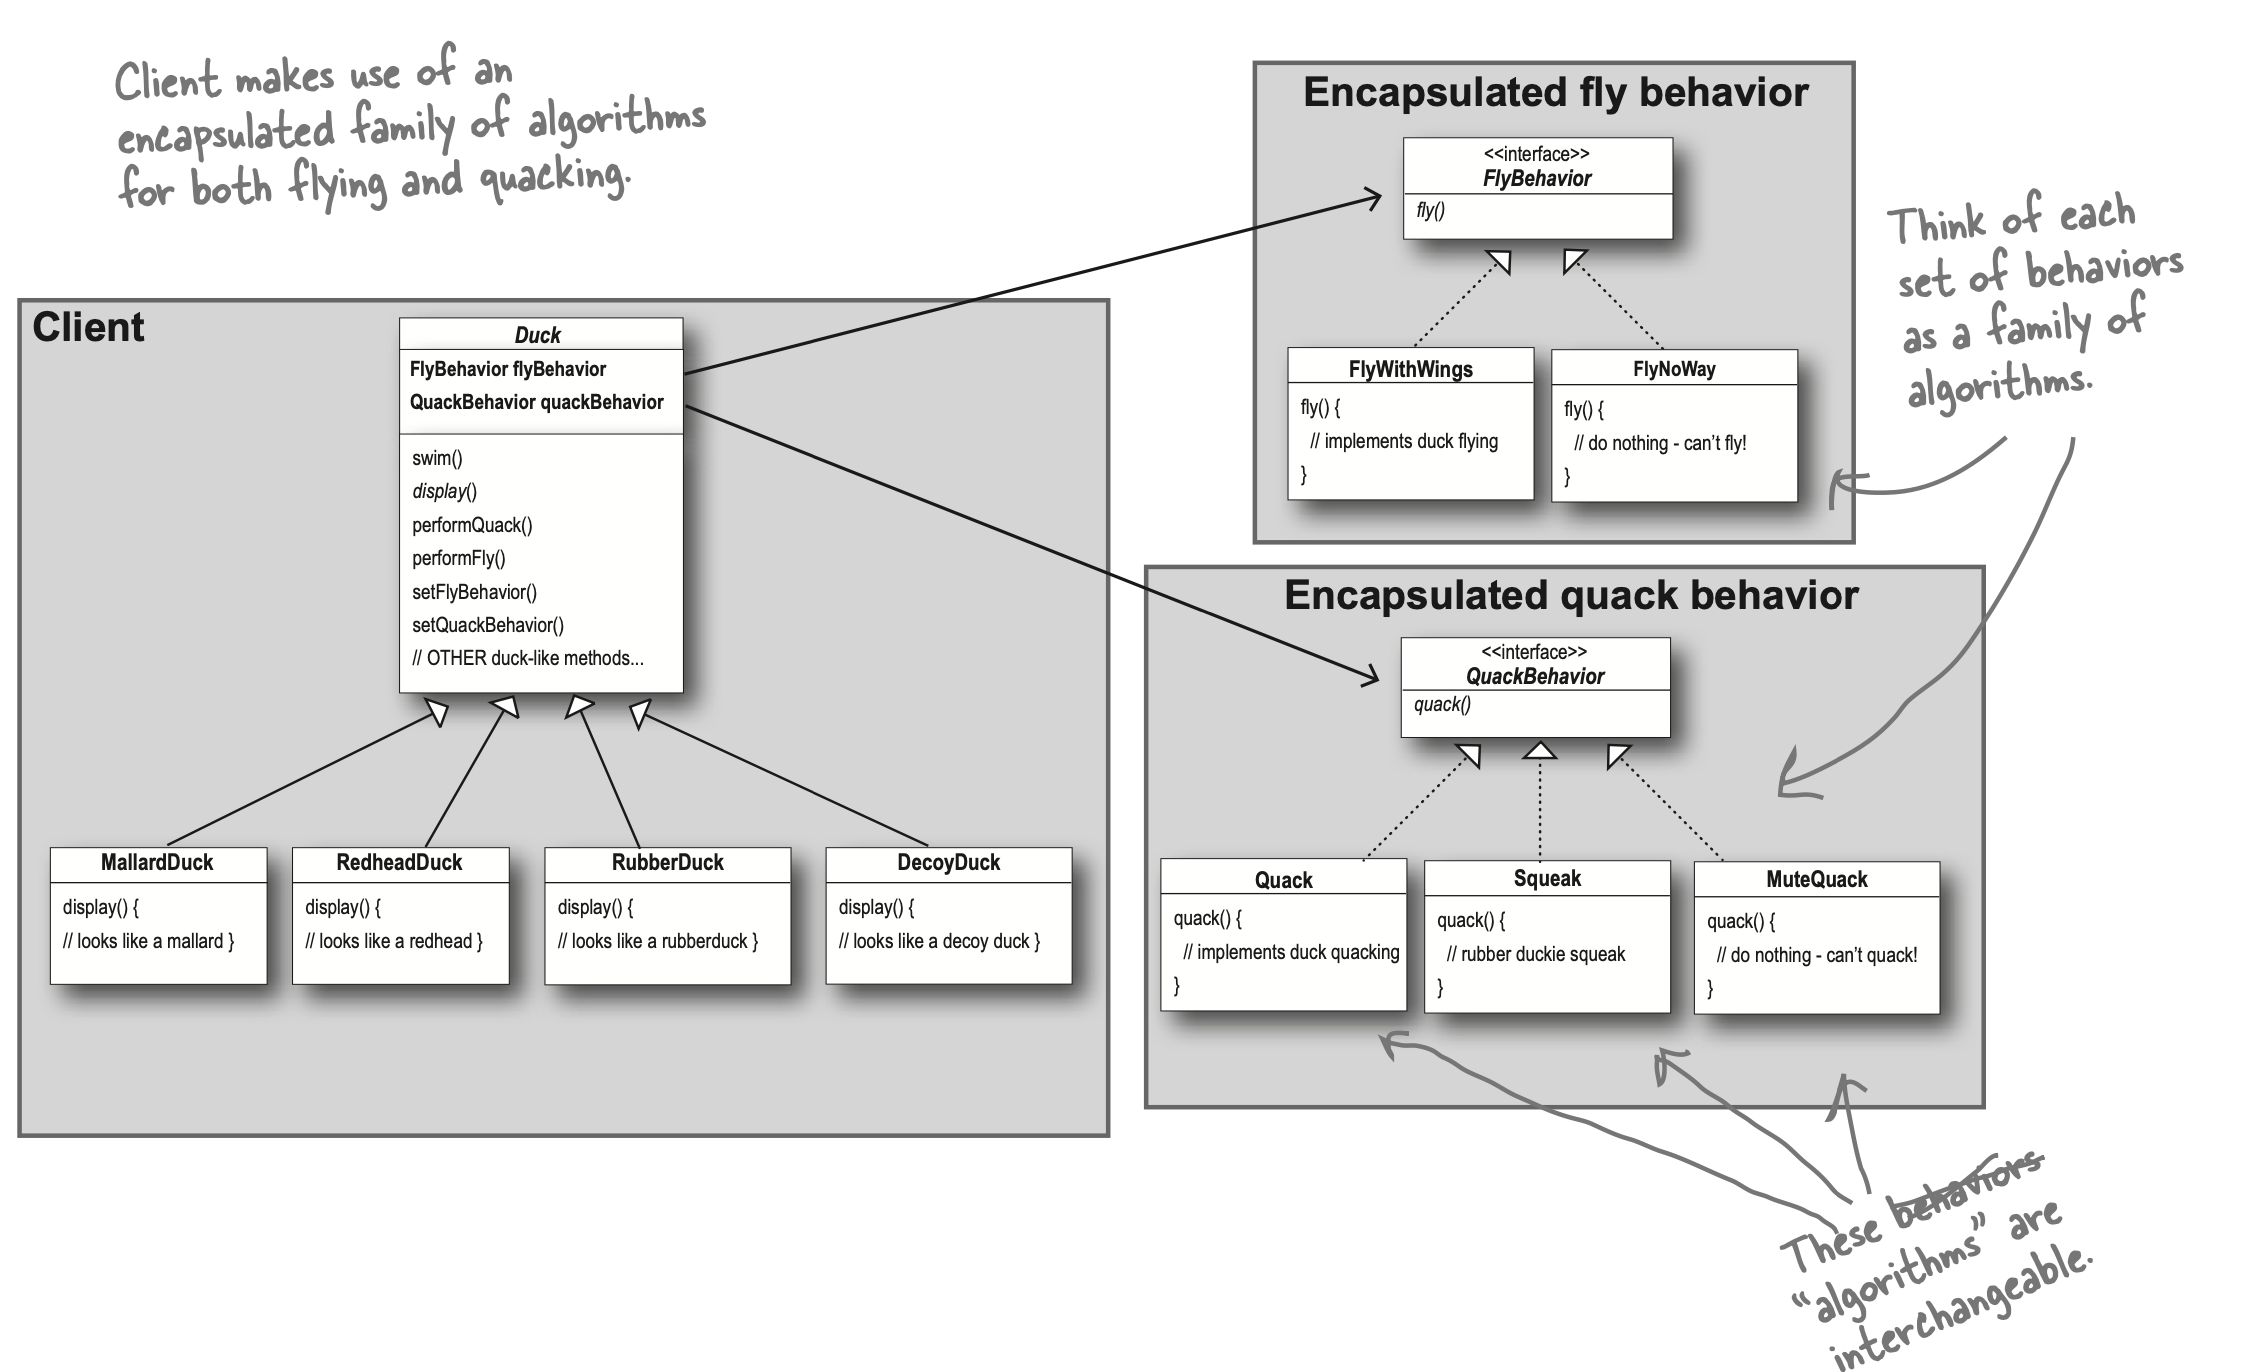 Client makes use of an
encapsulated family of algorithms
for both flying and quacking.
Client
Duck
FlyBehavior flyBehavior
QuackBehavior quackBehavior
swim()
display()
performQuack()
performFly()
setFlyBehavior()
setQuackBehavior()
// OTHER duck-like methods...
MallardDuck
display() {
// looks like a mallard }
RedheadDuck
display() {
// looks like a redhead }
RubberDuck
display() {
// looks like a rubberduck }
DecoyDuck
display() {
// looks like a decoy duck }
Encapsulated fly behavior
<<interface>>
FlyBehavior
fly()
FlyWithWings
fly() {
// implements duck flying
}
FlyNoWay
fly() {
// do nothing - can't fly!
}
Think of each
set of behaviors
as a family of
algorithms.
Encapsulated quack behavior
<<interface>>
QuackBehavior
quack()
Quack
quack() {
// implements duck quacking
}
Squeak
quack() {
// rubber duckie squeak
}
MuteQuack
quack() {
// do nothing - can't quack!
}
These behaviors
“algorithms” are
interchangeable.